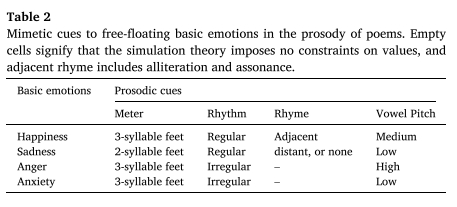 Table 2
Mimetic cues to free-floating basic emotions in the prosody of poems. Empty
cells signify that the simulation theory imposes no constraints on values, and
adjacent rhyme includes alliteration and assonance.
Basic emotions Prosodic cues
Meter Rhythm Rhyme Vowel Pitch
Happiness 3-syllable feet Regular Adjacent Medium
Sadness 2-syllable feet Regular distant, or none Low
Anger 3-syllable feet Irregular – High
Anxiety 3-syllable feet Irregular – Low